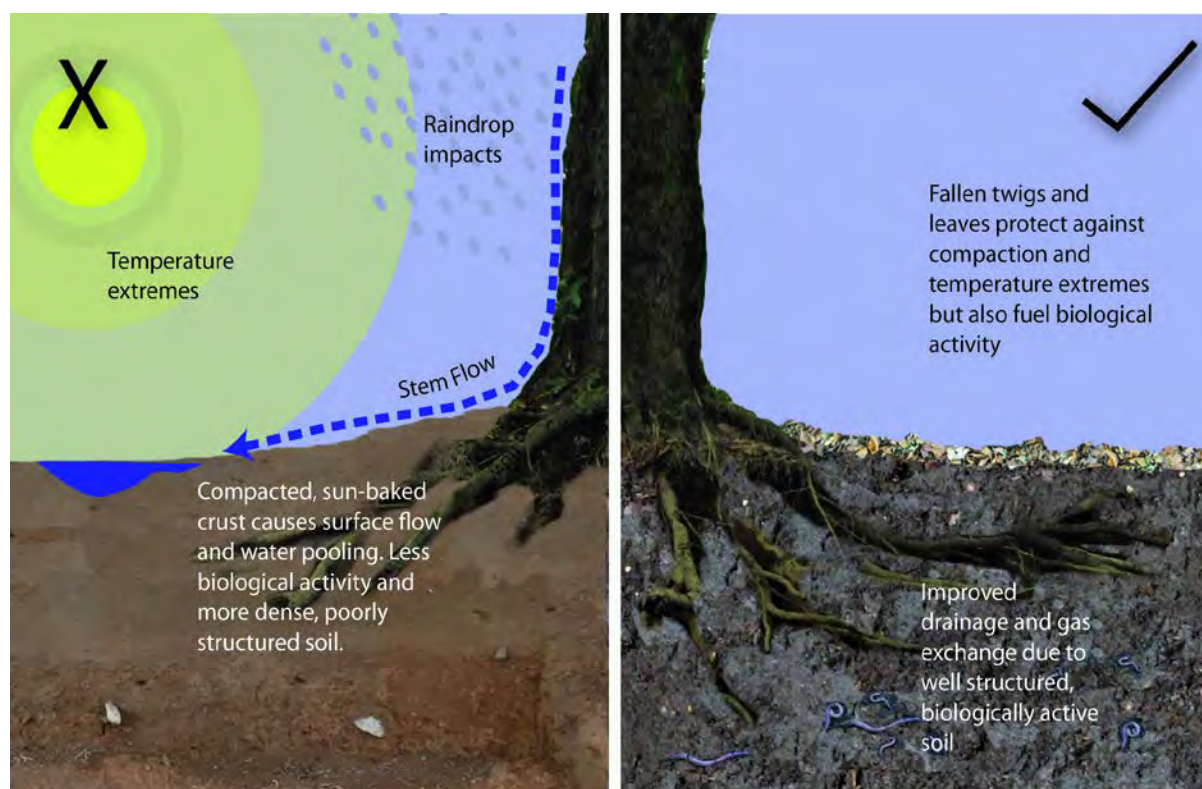 X
Raindrop
impacts
Temperature
extremes
Stem Flow
Compacted, sun-baked
crust causes surface flow
and water pooling. Less
biological activity and
more dense, poorly
structured soil.
Fallen twigs and
leaves protect against
compaction and
temperature extremes
but also fuel biological
activity
Improved
drainage and gas
exchange due to
well structured,
biologically active
soil